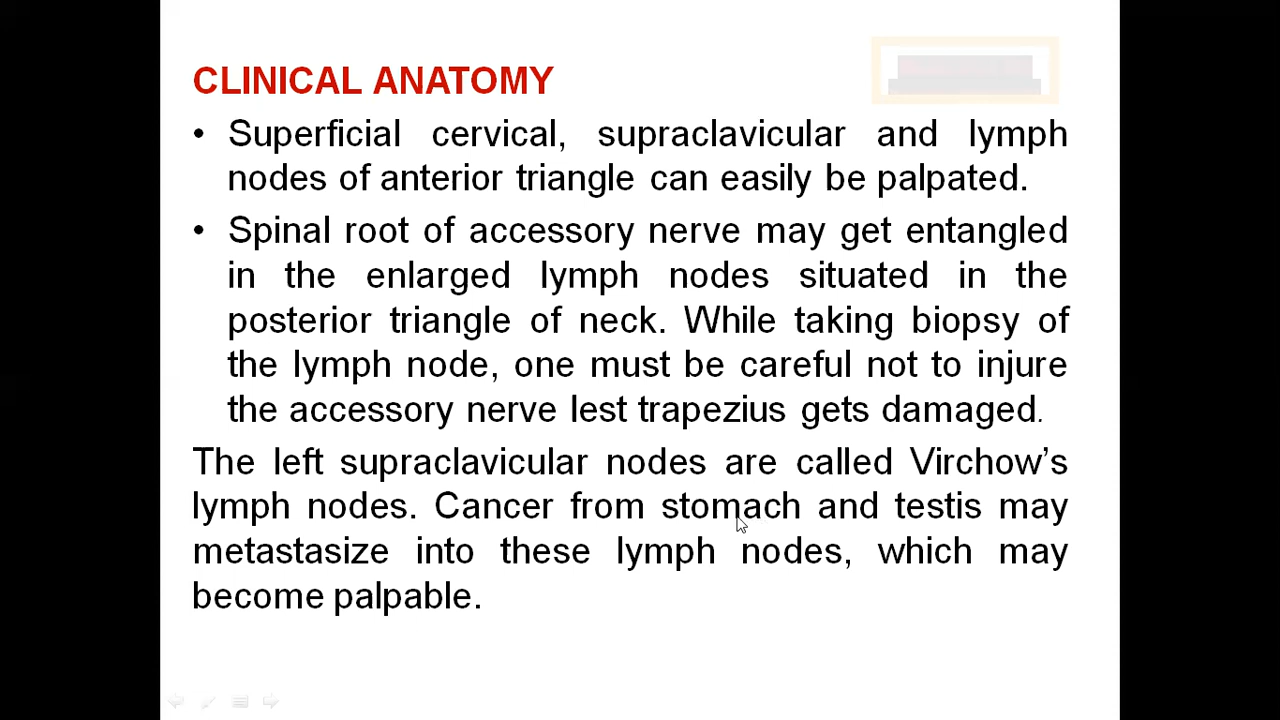 CLINICAL ANATOMY
• Superficial cervical, supraclavicular and lymph
nodes of anterior triangle can easily be palpated.
• Spinal root of accessory nerve may get entangled
in the enlarged lymph nodes situated in the
posterior triangle of neck. While taking biopsy of
the lymph node, one must be careful not to injure
the accessory nerve lest trapezius gets damaged.
The left supraclavicular nodes are called Virchow’s
lymph nodes. Cancer from stomach and testis may
metastasize into these lymph nodes, which may
become palpable.